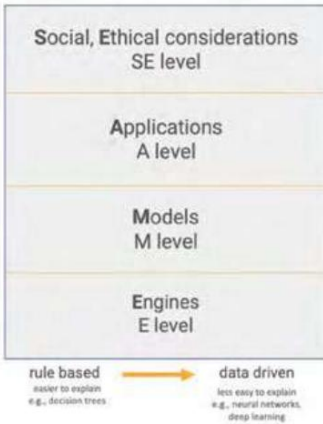 Social, Ethical considerations
SE level
Applications
A level
Models
M level
Engines
E level
rule based
easier to explain
e.g., decision trees
data driven
less easy to explain
e.g., neural networks,
deep learning